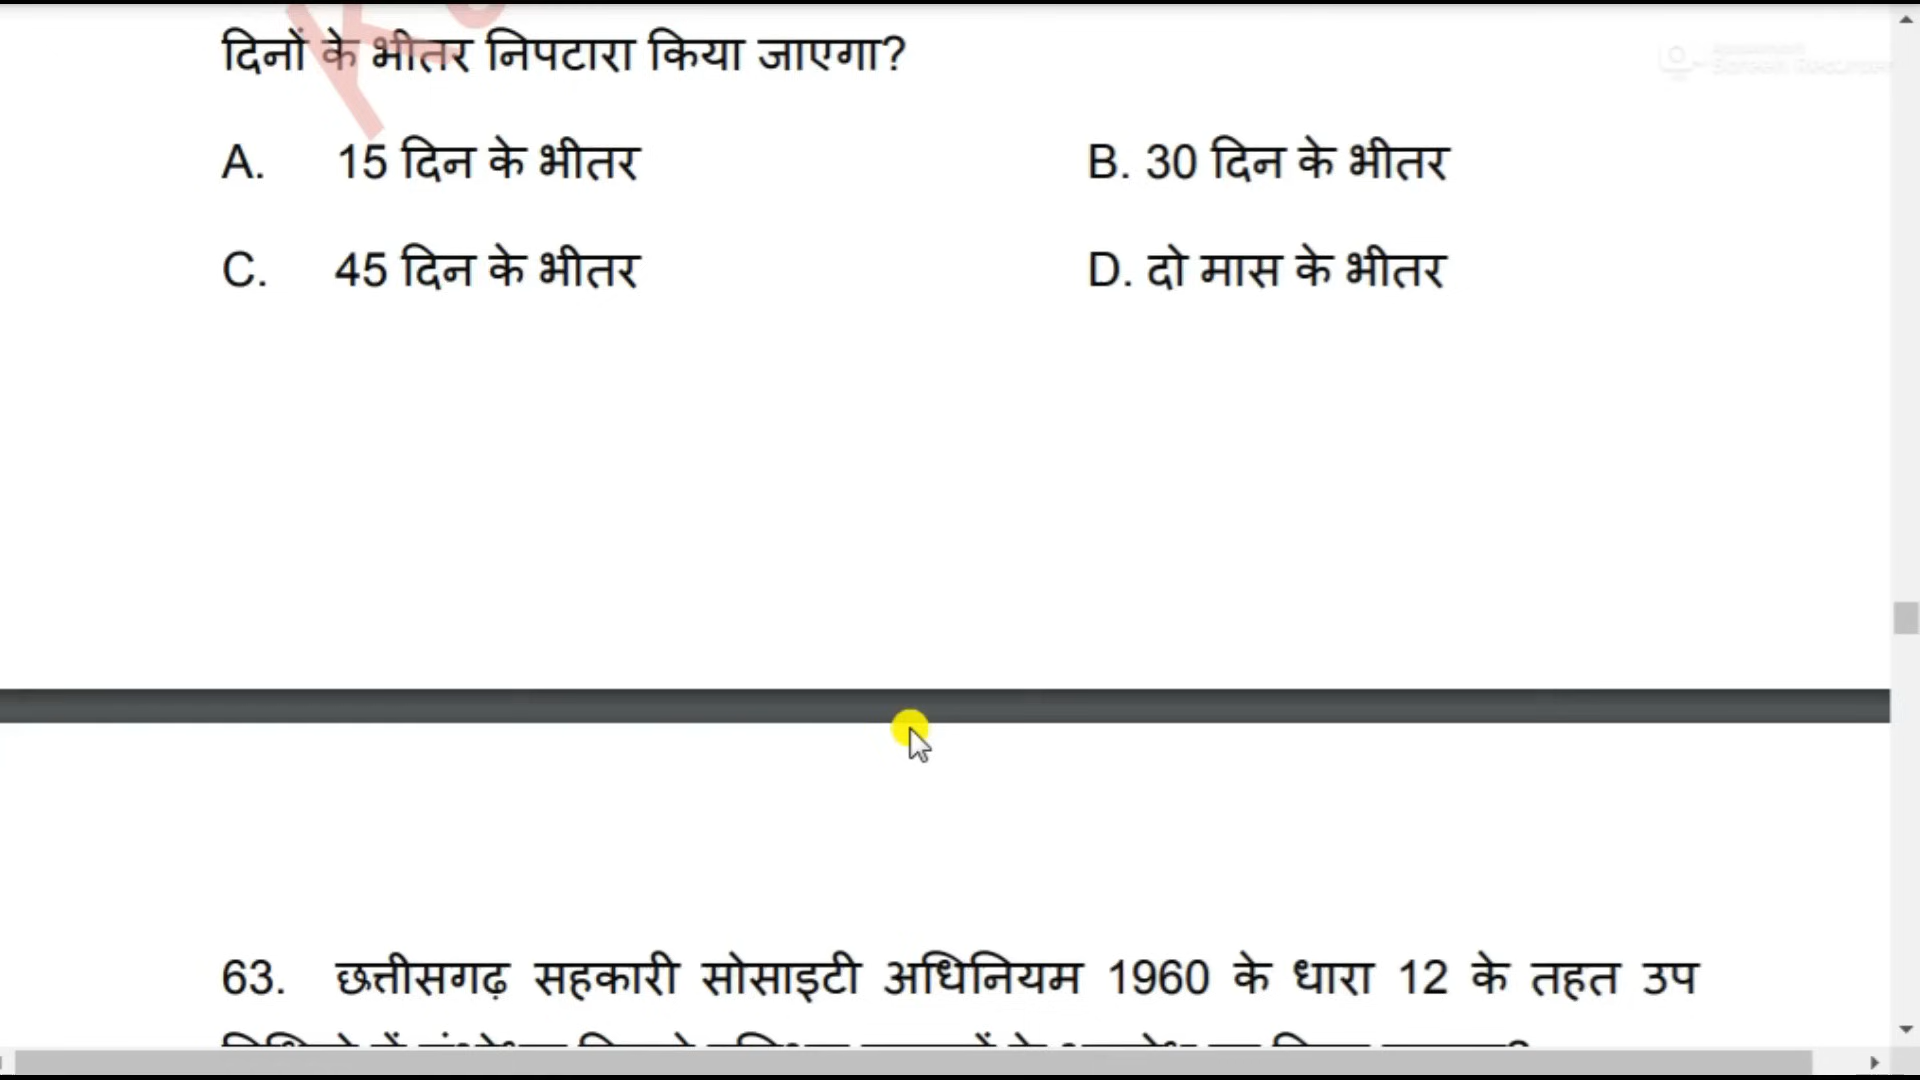 दिनों के भीतर निपटारा किया जाएगा?
A. 15 दिन के भीतर B. 30 दिन के भीतर
C. 45 दिन के भीतर D. दो मास के भीतर
63. छत्तीसगढ़ सहकारी सोसाइटी अधिनियम 1960 के धारा 12 के तहत उप